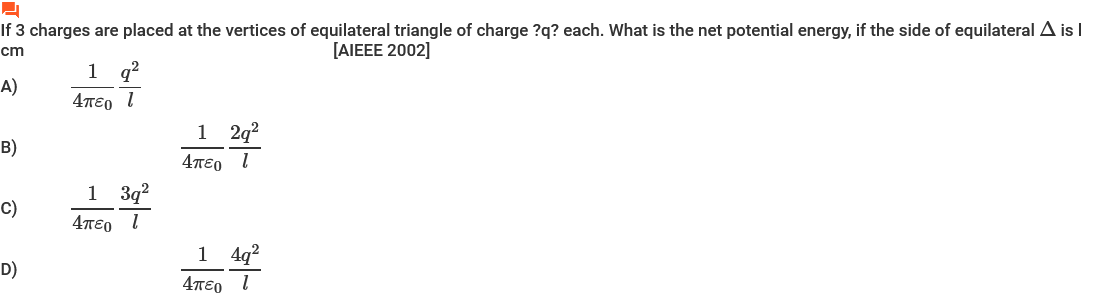 If 3 charges are placed at the vertices of equilateral triangle of charge ?q? each. What is the net potential energy, if the side of equilateral Δ is l
cm [AIEEE 2002]
A) \frac{1}{4\pi\varepsilon_0} \frac{q^2}{l}
B) \frac{1}{4\pi\varepsilon_0} \frac{2q^2}{l}
C) \frac{1}{4\pi\varepsilon_0} \frac{3q^2}{l}
D) \frac{1}{4\pi\varepsilon_0} \frac{4q^2}{l}